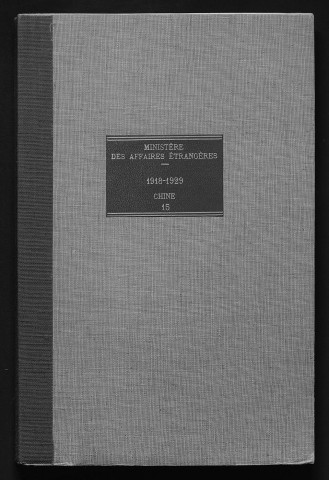 MINISTÈRE
DES AFFAIRES ÉTRANGÈRES
1918-1929
CHINE
15